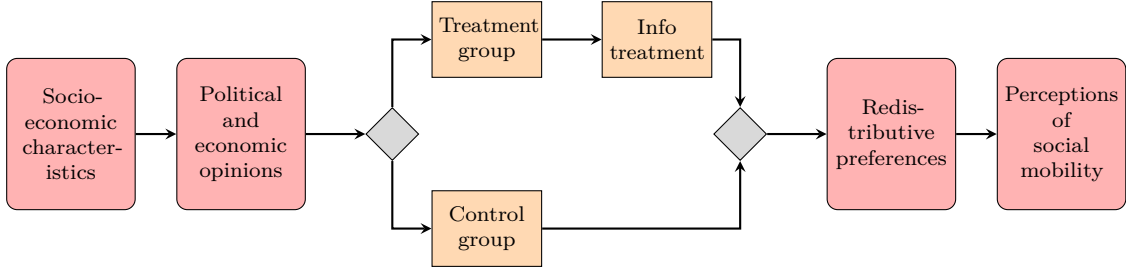 Socio-
economic
character-
istics
Political
and
economic
opinions
Treatment
group
Info
treatment
Control
group
Redis-
tributive
preferences
Perceptions
of
social
mobility